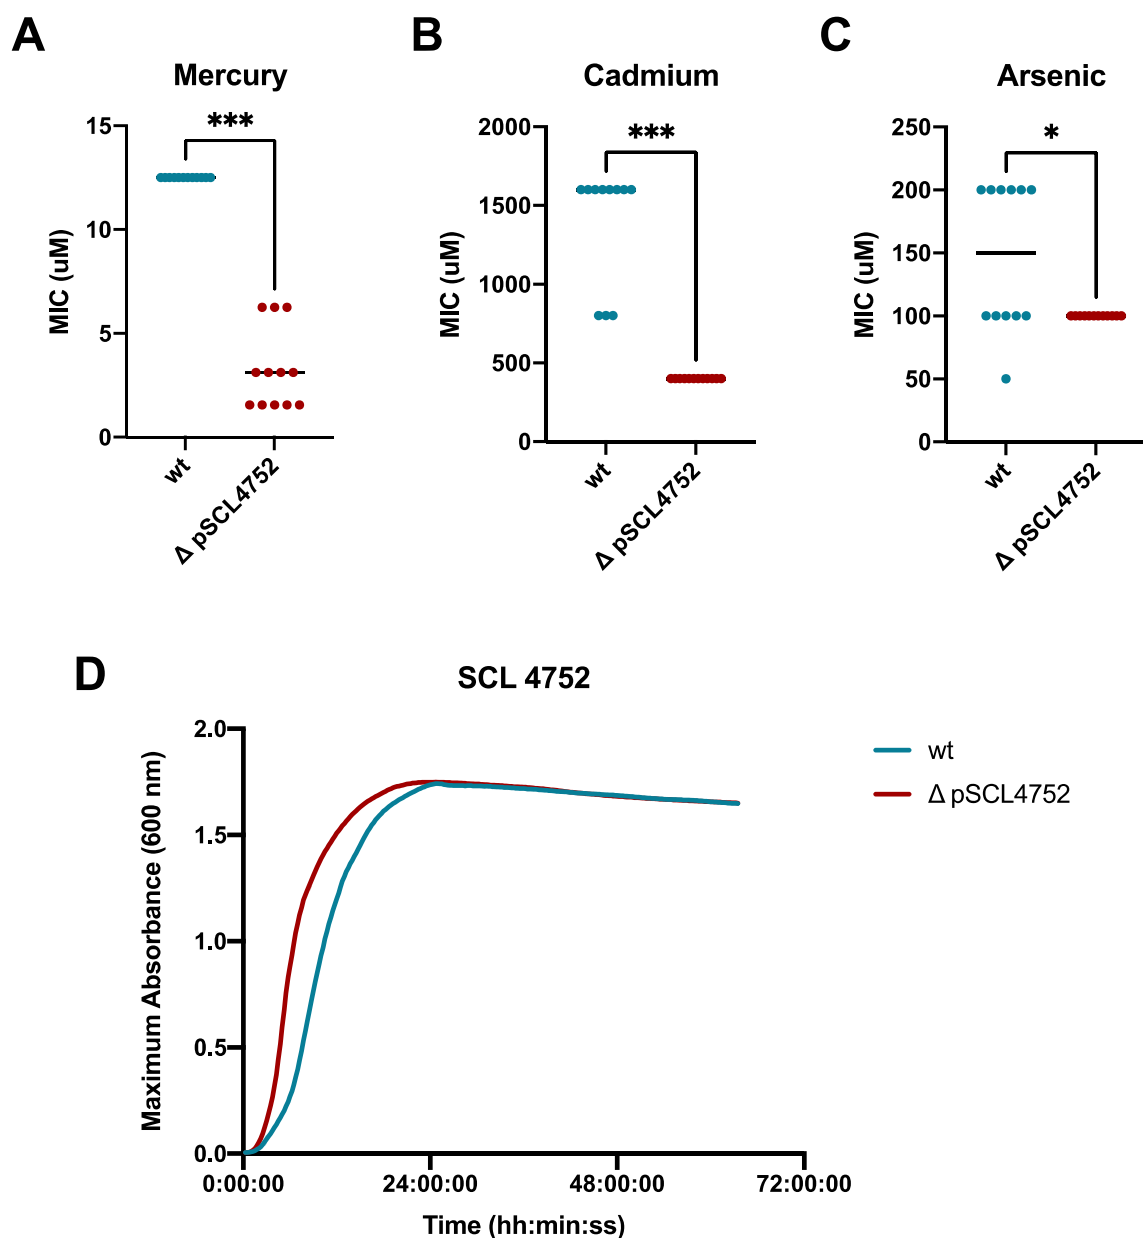 A
Mercury
***
15
10
5
0
MIC (uM)
wt
Δ pSCL4752
B
Cadmium
***
2000
1500
1000
500
0
MIC (uM)
wt
Δ pSCL4752
C
Arsenic
*
250
200
150
100
50
0
MIC (uM)
wt
Δ pSCL4752
D
SCL 4752
2.0
1.5
1.0
0.5
0.0
Maximum Absorbance (600 nm)
0:00:00
24:00:00
48:00:00
72:00:00
Time (hh:min:ss)
wt
Δ pSCL4752